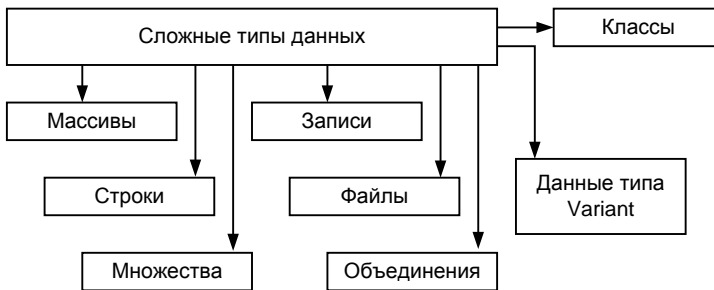 Сложные типы данных
Классы
Массивы
Записи
Строки
Файлы
Данные типа
Variant
Множества
Объединения